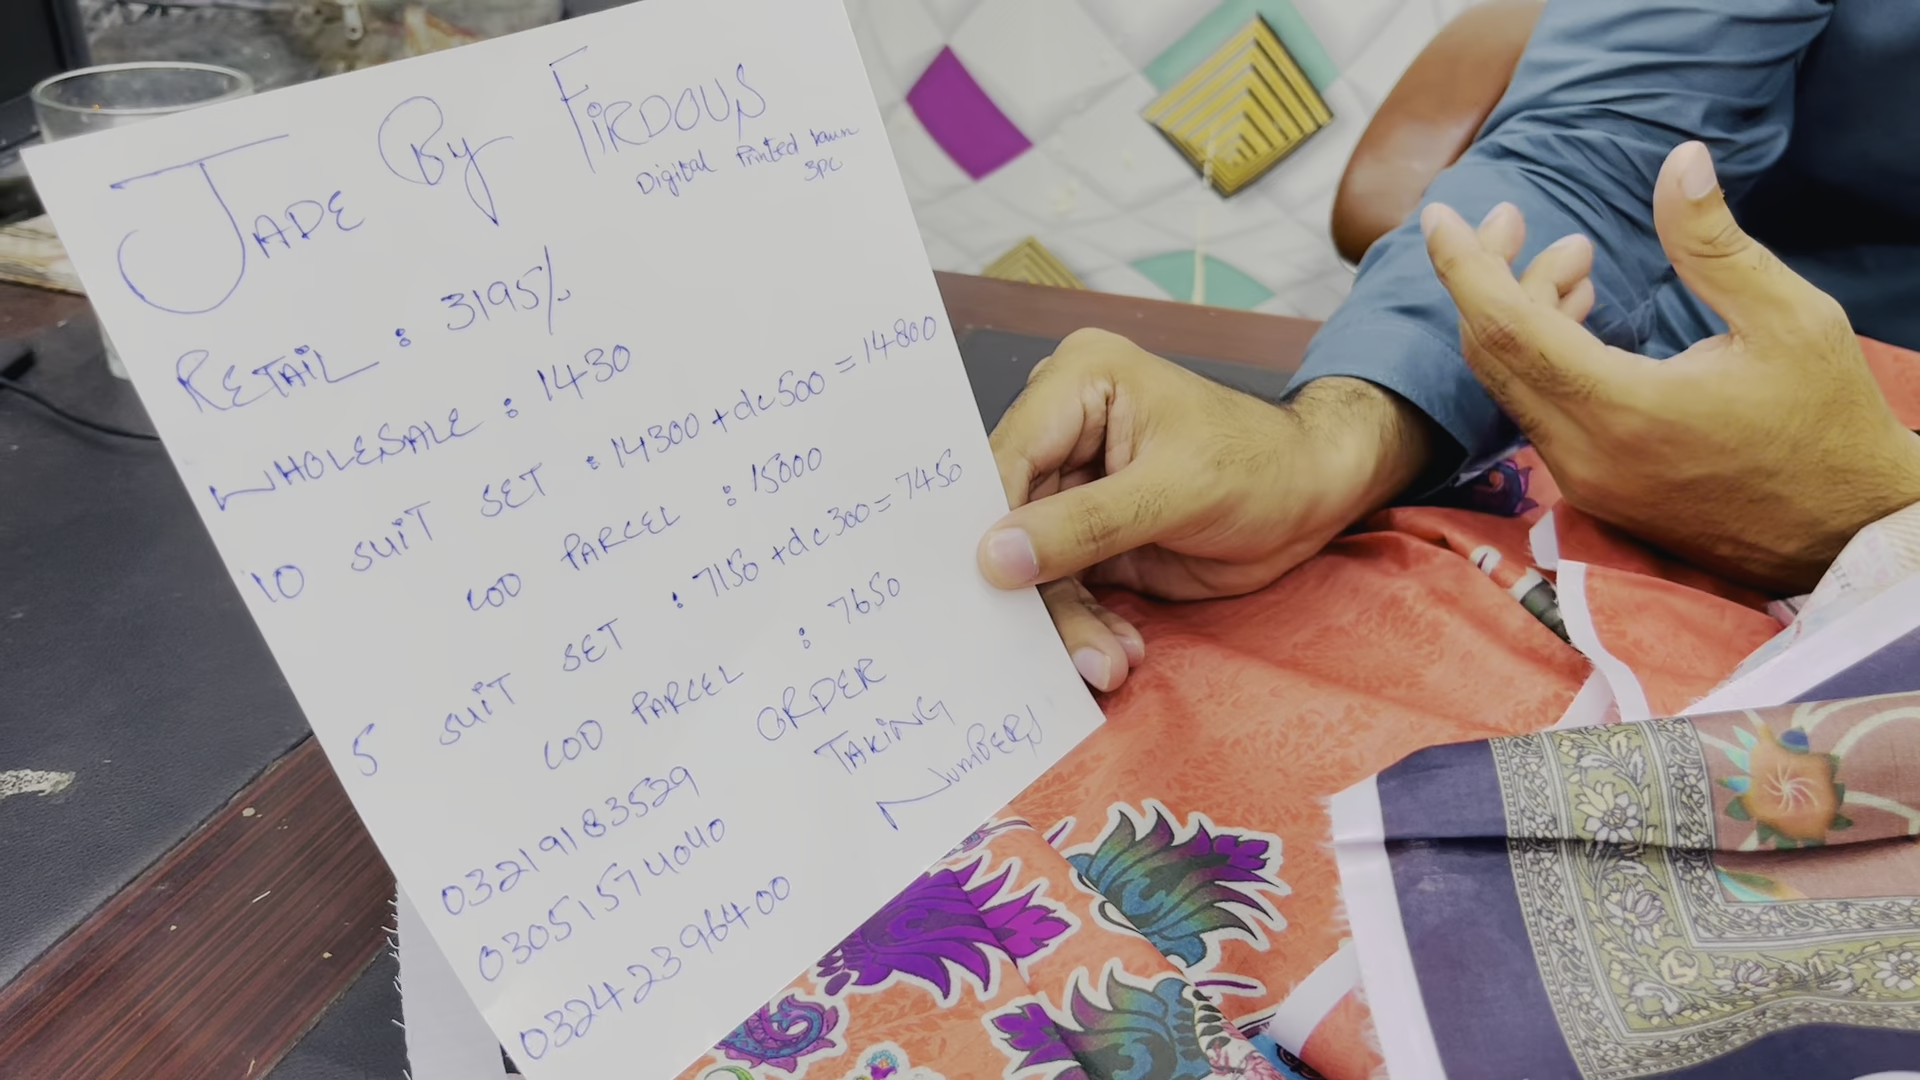 JADE By FIRDOUS
Digital Printed Lawn
3PC
RETAIL : 3195/.
WHOLESALE : 1430
10 SUIT SET : 14300 + dc 500 = 14800
COD PARCEL : 15000
5 SUIT SET : 7150 + dc 300 = 7450
COD PARCEL : 7650
ORDER
TAKING
NUMBERS
03219183529
03051574040
03242396400